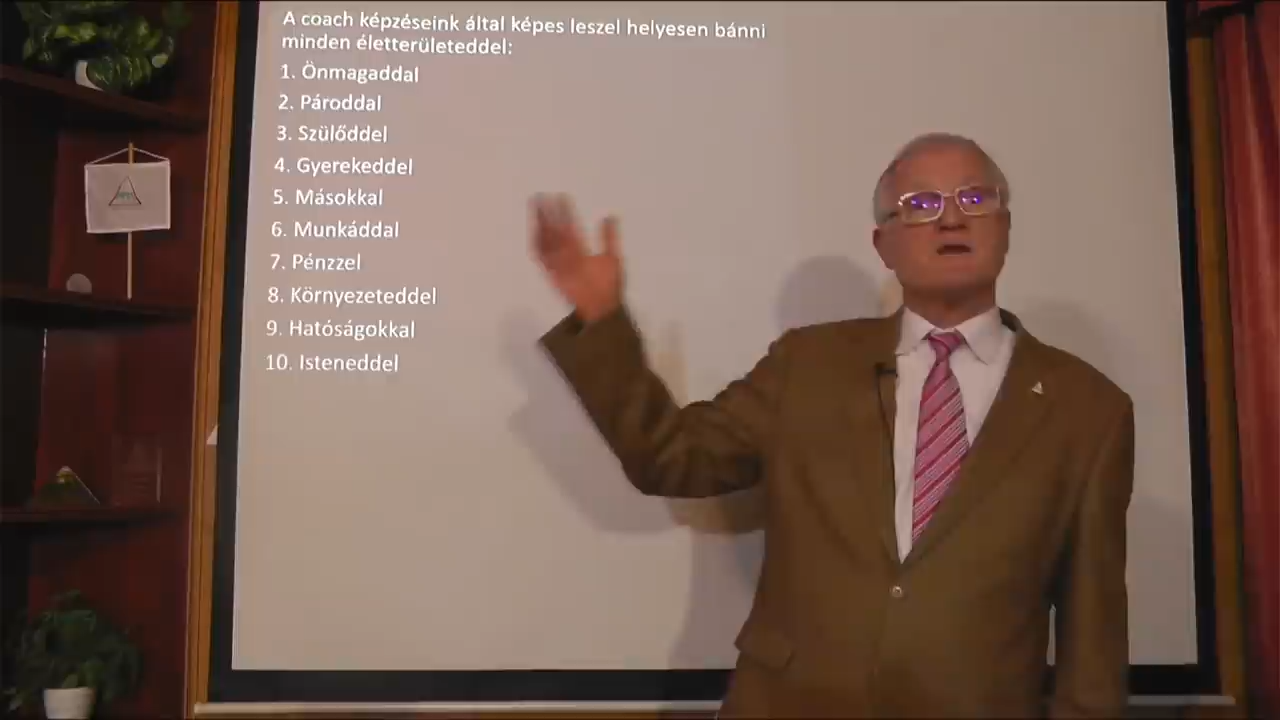 A coach képzéseink által képes leszel helyesen bánni
minden életterületeddel:
1. Önmagaddal
2. Pároddal
3. Szülőddel
4. Gyerekeddel
5. Másokkal
6. Munkáddal
7. Pénzzel
8. Környezeteddel
9. Hatóságokkal
10. Isteneddel